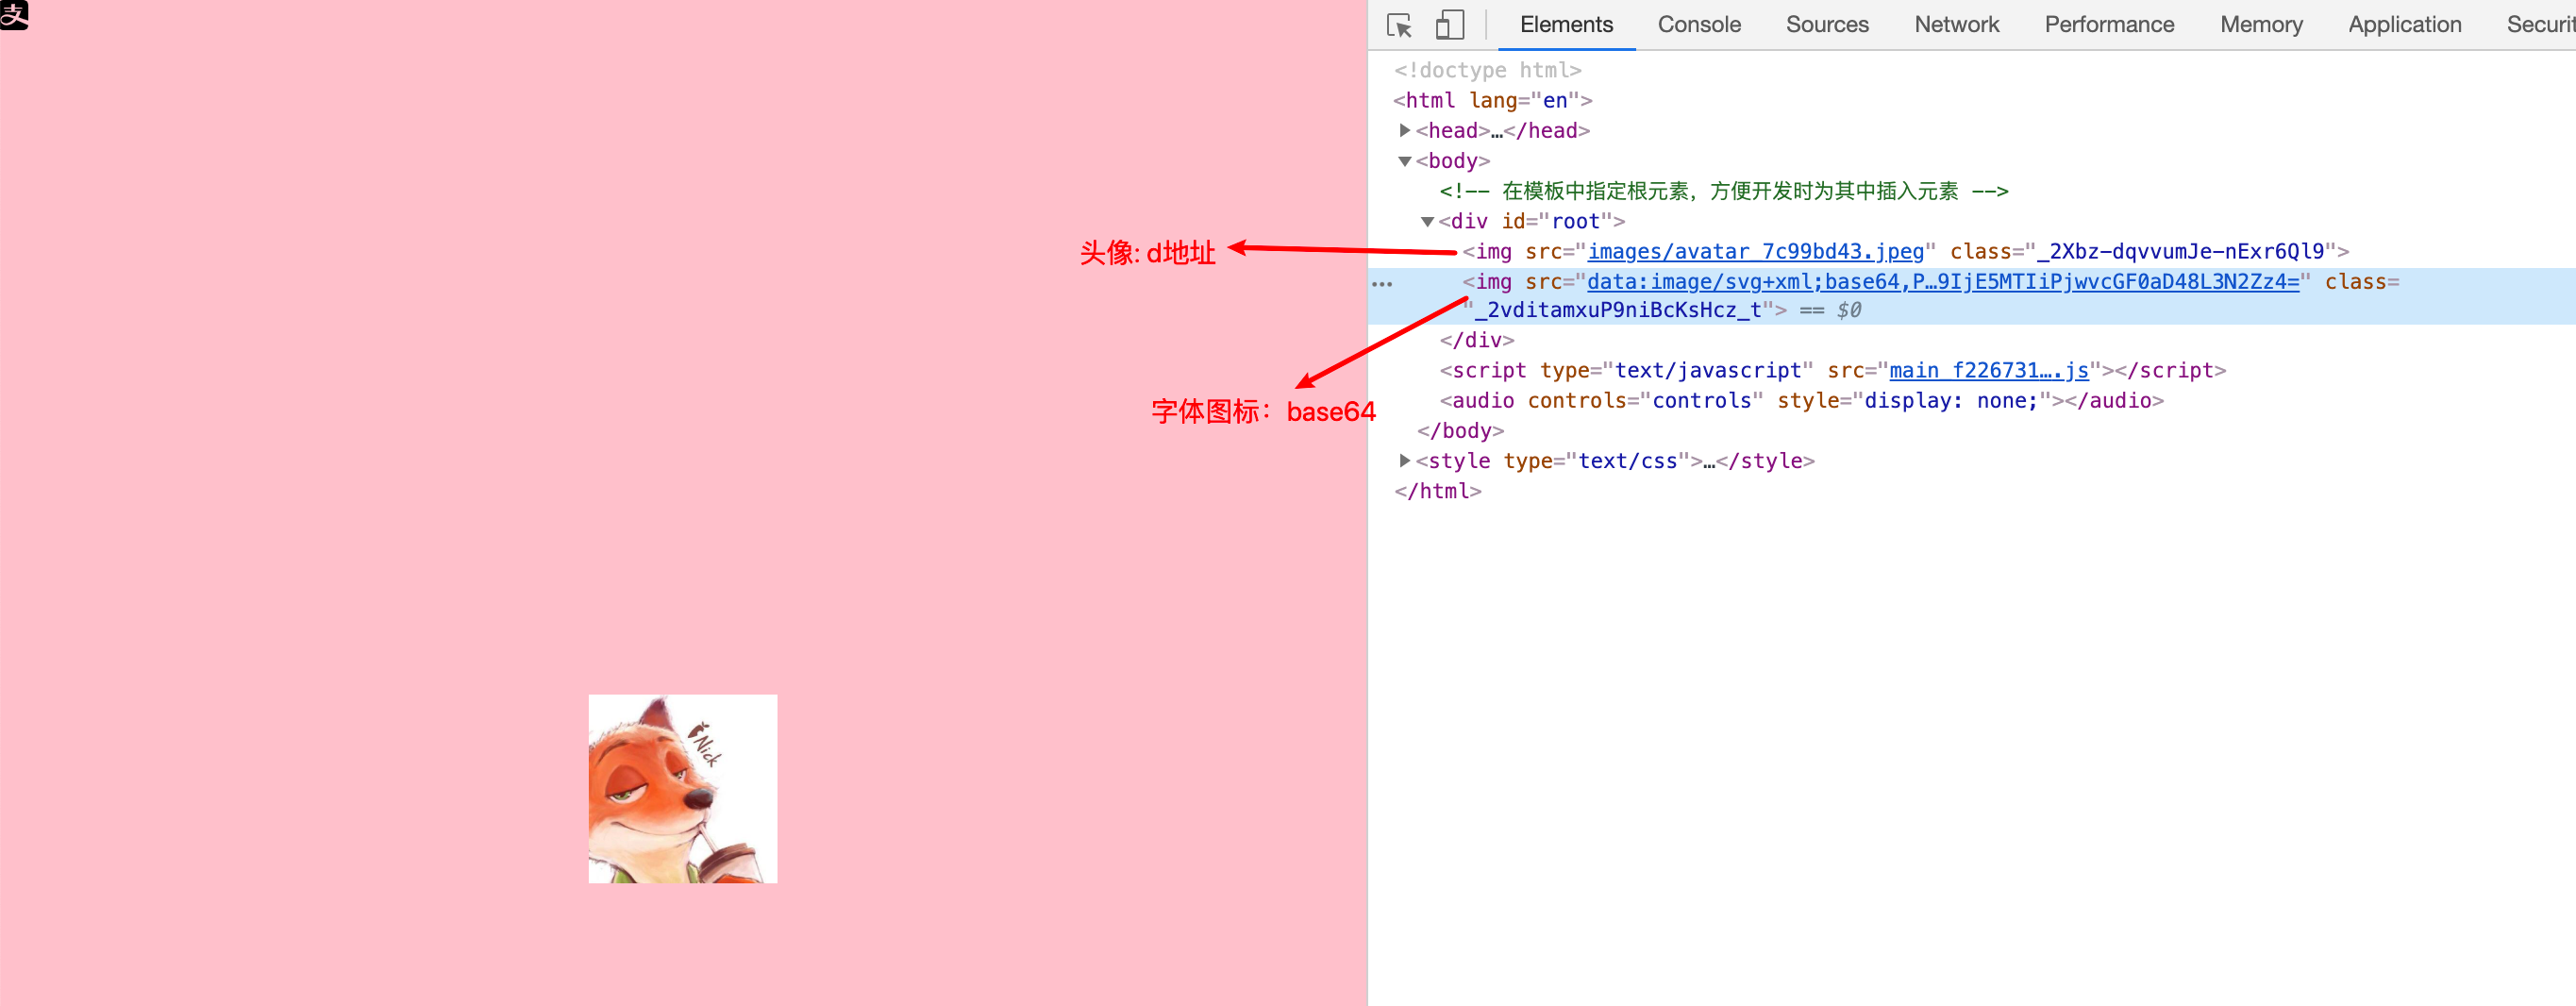 支
Elements Console Sources Network Performance Memory Application Securit
<!doctype html>
<html lang="en">
<head>…</head>
<body>
<!-- 在模板中指定根元素，方便开发时为其中插入元素 -->
<div id="root">
头像: d地址
<img src="images/avatar_7c99bd43.jpeg" class="_2Xbz-dqvvumJe-nExr6Ql9">
<img src="data:image/svg+xml;base64,P…9IjE5MTIiPjwvcGF0aD48L3N2Zz4=" class=
"_2vditamxuP9niBcKsHcz_t"> == $0
</div>
<script type="text/javascript" src="main_f226731….js"></script>
字体图标：base64
<audio controls="controls" style="display: none;"></audio>
</body>
<style type="text/css">…</style>
</html>
Nick